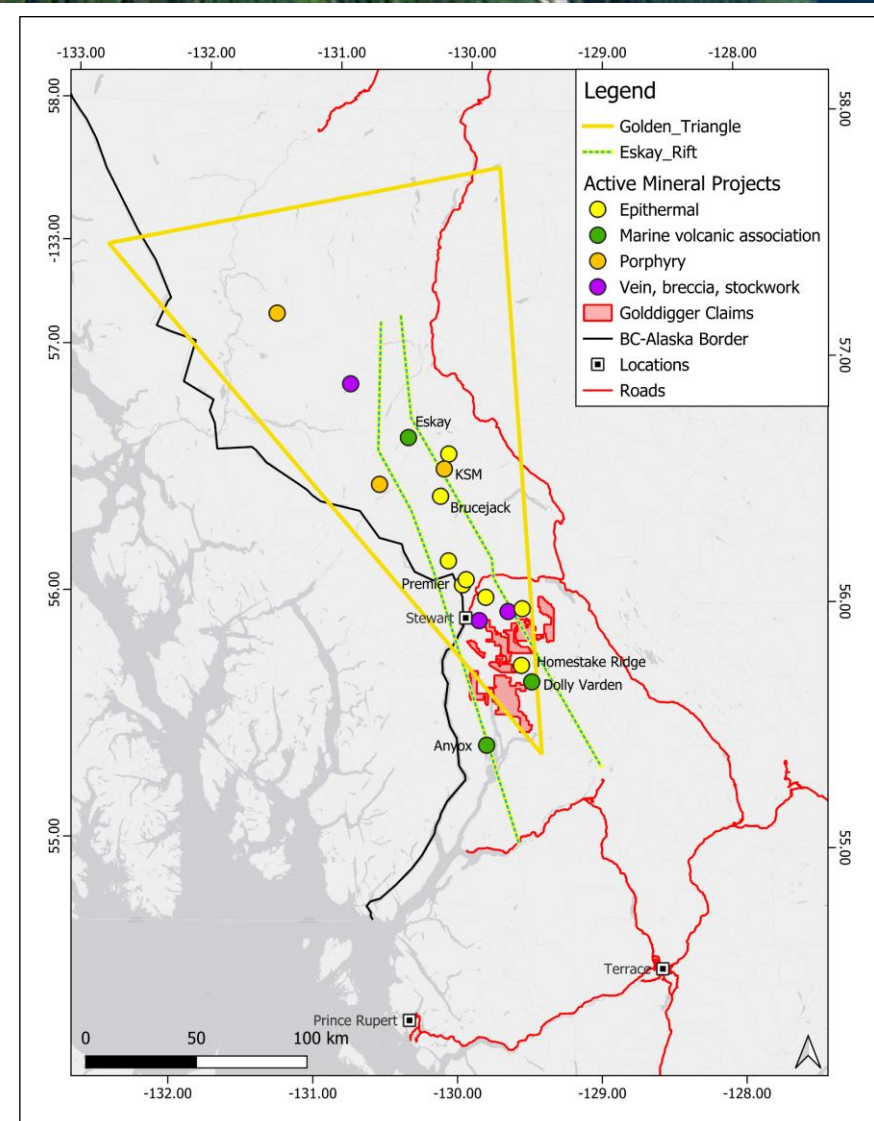 -133.00 -132.00 -131.00 -130.00 -129.00 -128.00
58.00
58.00
Legend
Golden_Triangle
Eskay_Rift
Active Mineral Projects
Epithermal
Marine volcanic association
Porphyry
Vein, breccia, stockwork
Golddigger Claims
BC-Alaska Border
Locations
Roads
-133.00
57.00
57.00
Eskay
KSM
Brucejack
56.00
56.00
Premier
Stewart
Homestake Ridge
Dolly Varden
Anyox
55.00
55.00
Terrace
Prince Rupert
0 50 100 km
-132.00 -131.00 -130.00 -129.00 -128.00